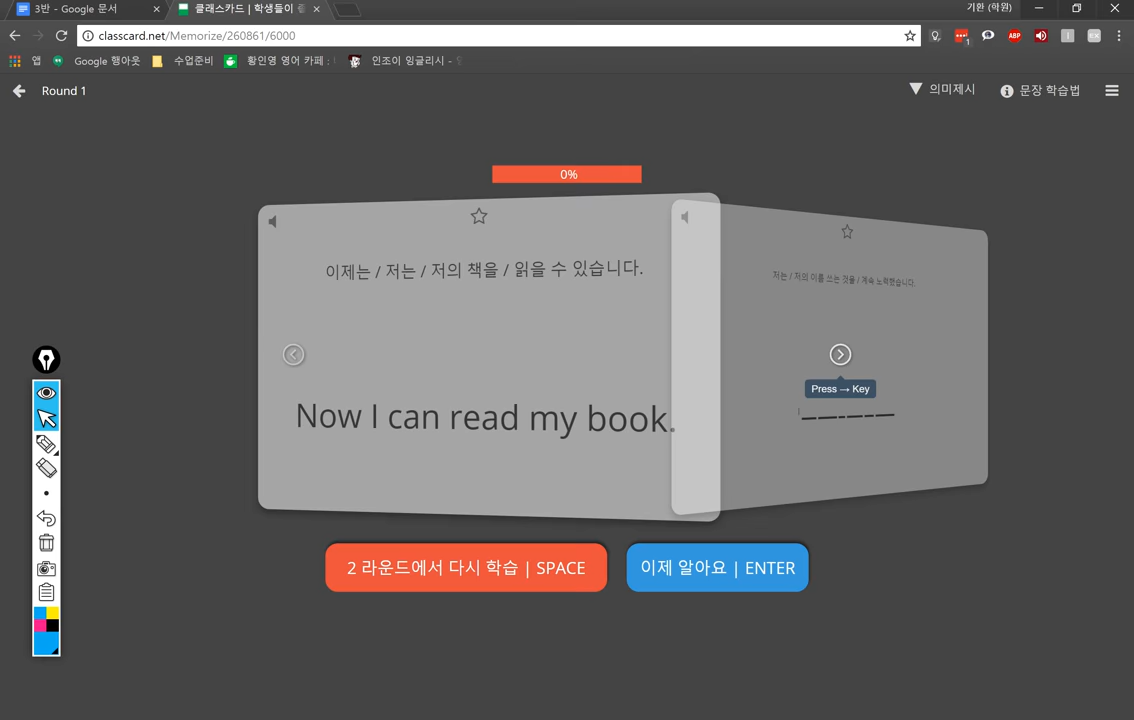 3반 - Google 문서
클래스카드 | 학생들이
기환 (학원)
classcard.net/Memorize/260861/6000
ABP
1
앱
Google 행아웃
수업준비
황인영 영어 카페 :
인조이 잉글리시 -
Round 1
의미제시
문장 학습법
0%
이제는 / 저는 / 저의 책을 / 읽을 수 있습니다.
저는 / 저의 이름 쓰는 것을 / 계속 노력했습니다.
Press → Key
Now I can read my book.
2 라운드에서 다시 학습 | SPACE
이제 알아요 | ENTER